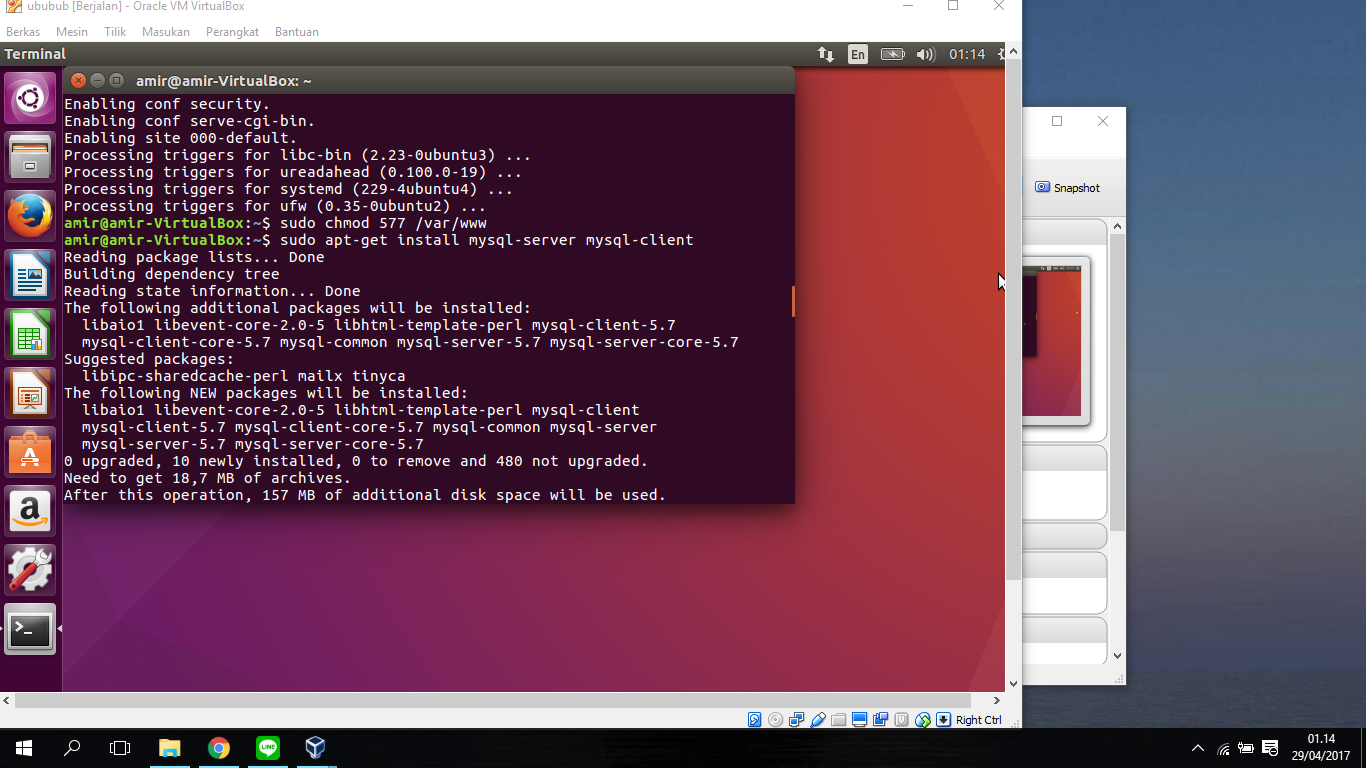 ububub [Berjalan] - Oracle VM VirtualBox
Berkas Mesin Tilik Masukan Perangkat Bantuan
Terminal En 01:14
amir@amir-VirtualBox: ~
Enabling conf security.
Enabling conf serve-cgi-bin.
Enabling site 000-default.
Processing triggers for libc-bin (2.23-0ubuntu3) ...
Processing triggers for ureadahead (0.100.0-19) ...
Processing triggers for systemd (229-4ubuntu4) ...
Processing triggers for ufw (0.35-0ubuntu2) ...
amir@amir-VirtualBox:~$ sudo chmod 577 /var/www
amir@amir-VirtualBox:~$ sudo apt-get install mysql-server mysql-client
Reading package lists... Done
Building dependency tree
Reading state information... Done
The following additional packages will be installed:
  libaio1 libevent-core-2.0-5 libhtml-template-perl mysql-client-5.7
  mysql-client-core-5.7 mysql-common mysql-server-5.7 mysql-server-core-5.7
Suggested packages:
  libipc-sharedcache-perl mailx tinyca
The following NEW packages will be installed:
  libaio1 libevent-core-2.0-5 libhtml-template-perl mysql-client
  mysql-client-5.7 mysql-client-core-5.7 mysql-common mysql-server
  mysql-server-5.7 mysql-server-core-5.7
0 upgraded, 10 newly installed, 0 to remove and 480 not upgraded.
Need to get 18,7 MB of archives.
After this operation, 157 MB of additional disk space will be used.
Snapshot
Right Ctrl
LINE
01.14
29/04/2017